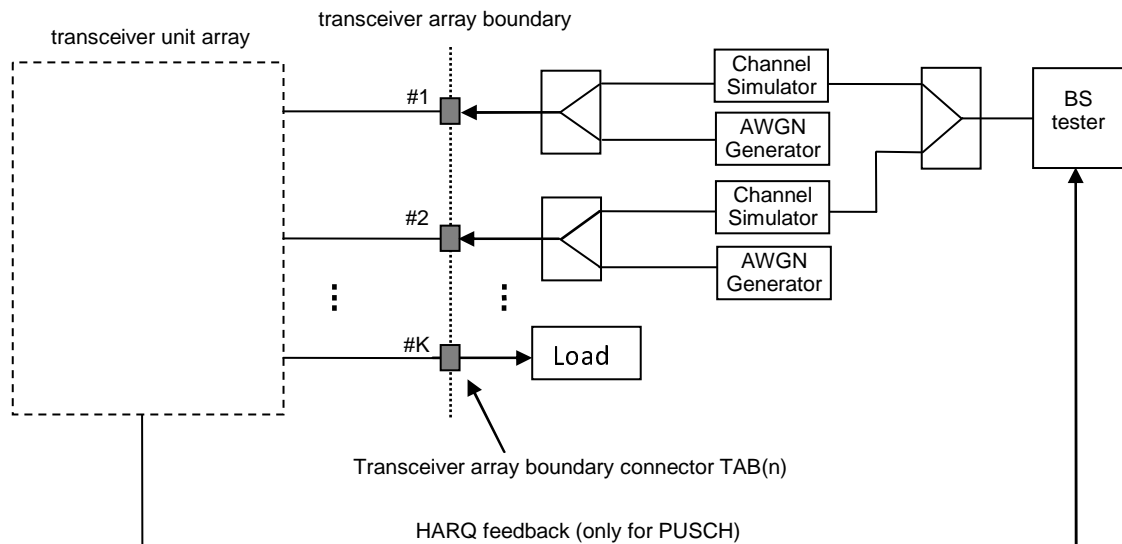 transceiver array boundary
transceiver unit array
#1
Channel
Simulator
AWGN
Generator
BS
tester
#2
Channel
Simulator
AWGN
Generator
#K
Load
Transceiver array boundary connector TAB(n)
HARQ feedback (only for PUSCH)